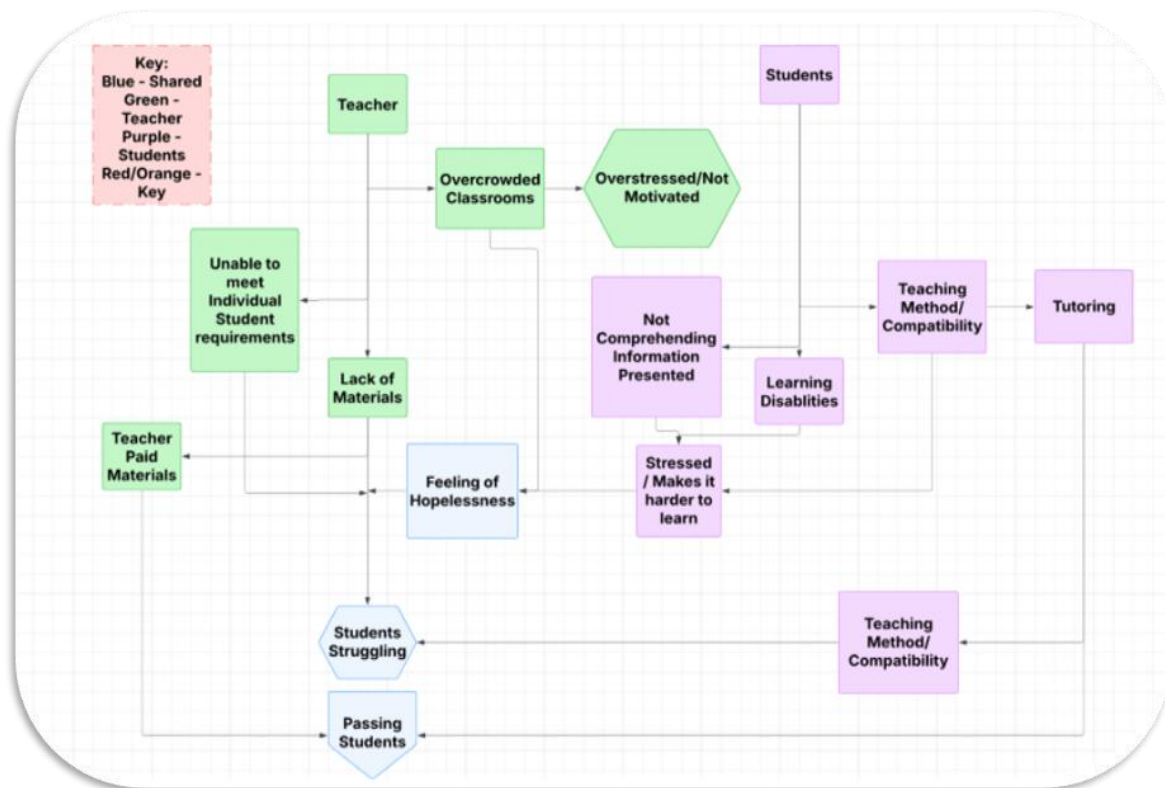 Key:
Blue - Shared
Green -
Teacher
Purple -
Students
Red/Orange -
Key
Teacher
Students
Overcrowded
Classrooms
Overstressed/Not
Motivated
Unable to
meet
Individual
Student
requirements
Teaching
Method/
Compatibility
Tutoring
Not
Comprehending
Information
Presented
Lack of
Materials
Learning
Disablities
Teacher
Paid
Materials
Feeling of
Hopelessness
Stressed
/ Makes it
harder to
learn
Students
Struggling
Teaching
Method/
Compatibility
Passing
Students